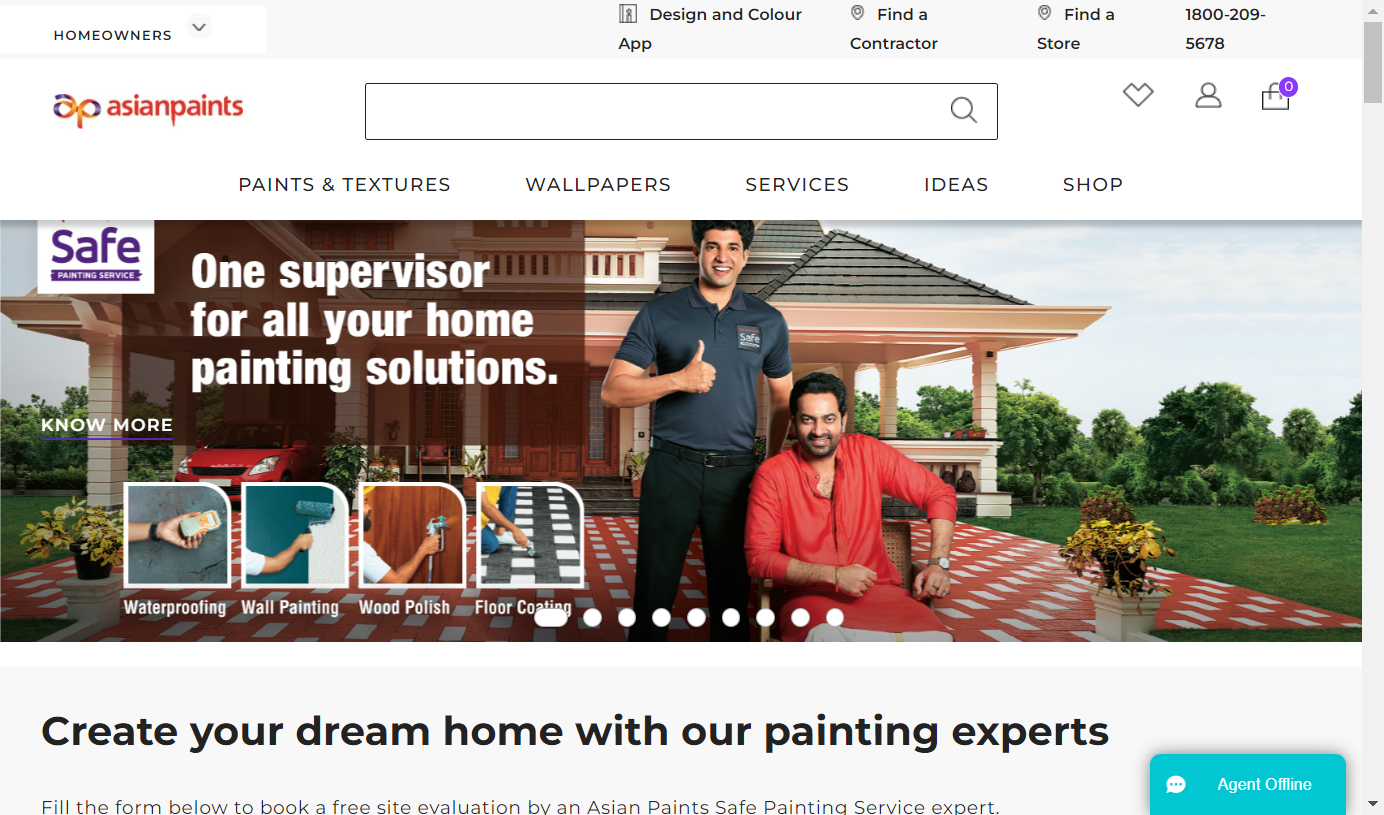 HOMEOWNERS
Design and Colour
App
Find a
Contractor
Find a
Store
1800-209-
5678
asianpaints
0
PAINTS & TEXTURES
WALLPAPERS
SERVICES
IDEAS
SHOP
Safe
PAINTING SERVICE
One supervisor
for all your home
painting solutions.
Safe
KNOW MORE
Waterproofing
Wall Painting
Wood Polish
Floor Coating
Create your dream home with our painting experts
Fill the form below to book a free site evaluation by an Asian Paints Safe Painting Service expert.
Agent Offline